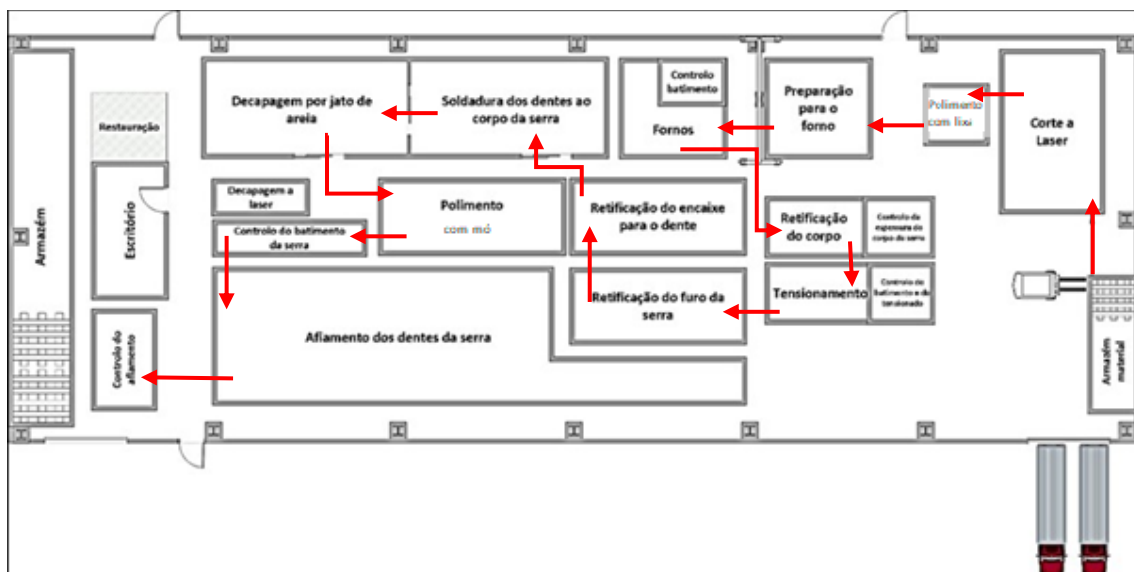 Armazém
Restauração
Escritório
Controlo do
afiamento
Decapagem por jato de
areia
Soldadura dos dentes ao
corpo da serra
Controlo
batimento
Fornos
Preparação
para o
forno
Polimento
com lixa
Corte a
Laser
Decapagem a
laser
Controlo do batimento
da serra
Polimento
com mó
Retificação do encaixe
para o dente
Retificação
do corpo
Controlo da
espessura do
corpo da serra
Afiamento dos dentes da serra
Retificação do furo da
serra
Tensionamento
Controlo do
batimento e do
tensionado
Armazém
material